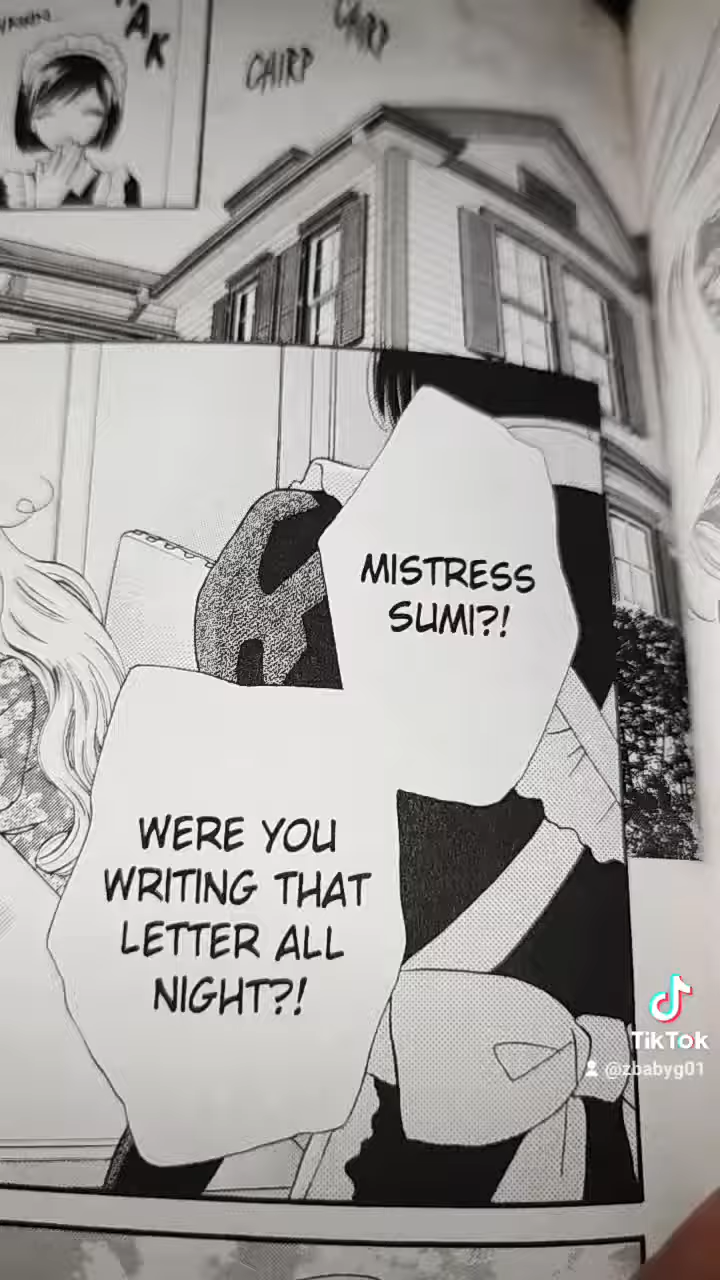 CHIRP
CHIRP
MISTRESS
SUMI?!
WERE YOU
WRITING THAT
LETTER ALL
NIGHT?!
TikTok
@zbabyg01